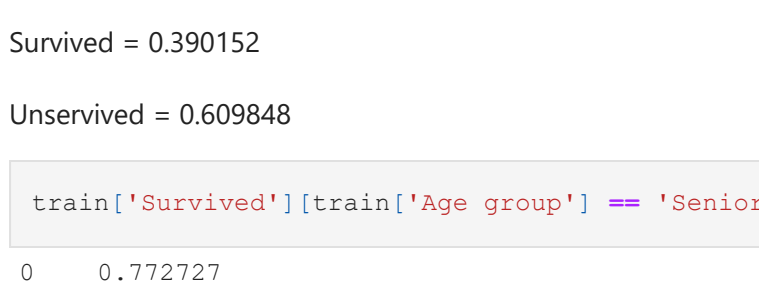 Survived = 0.390152
Unservived = 0.609848
train['Survived'][train['Age group'] == 'Senior
0 0.772727